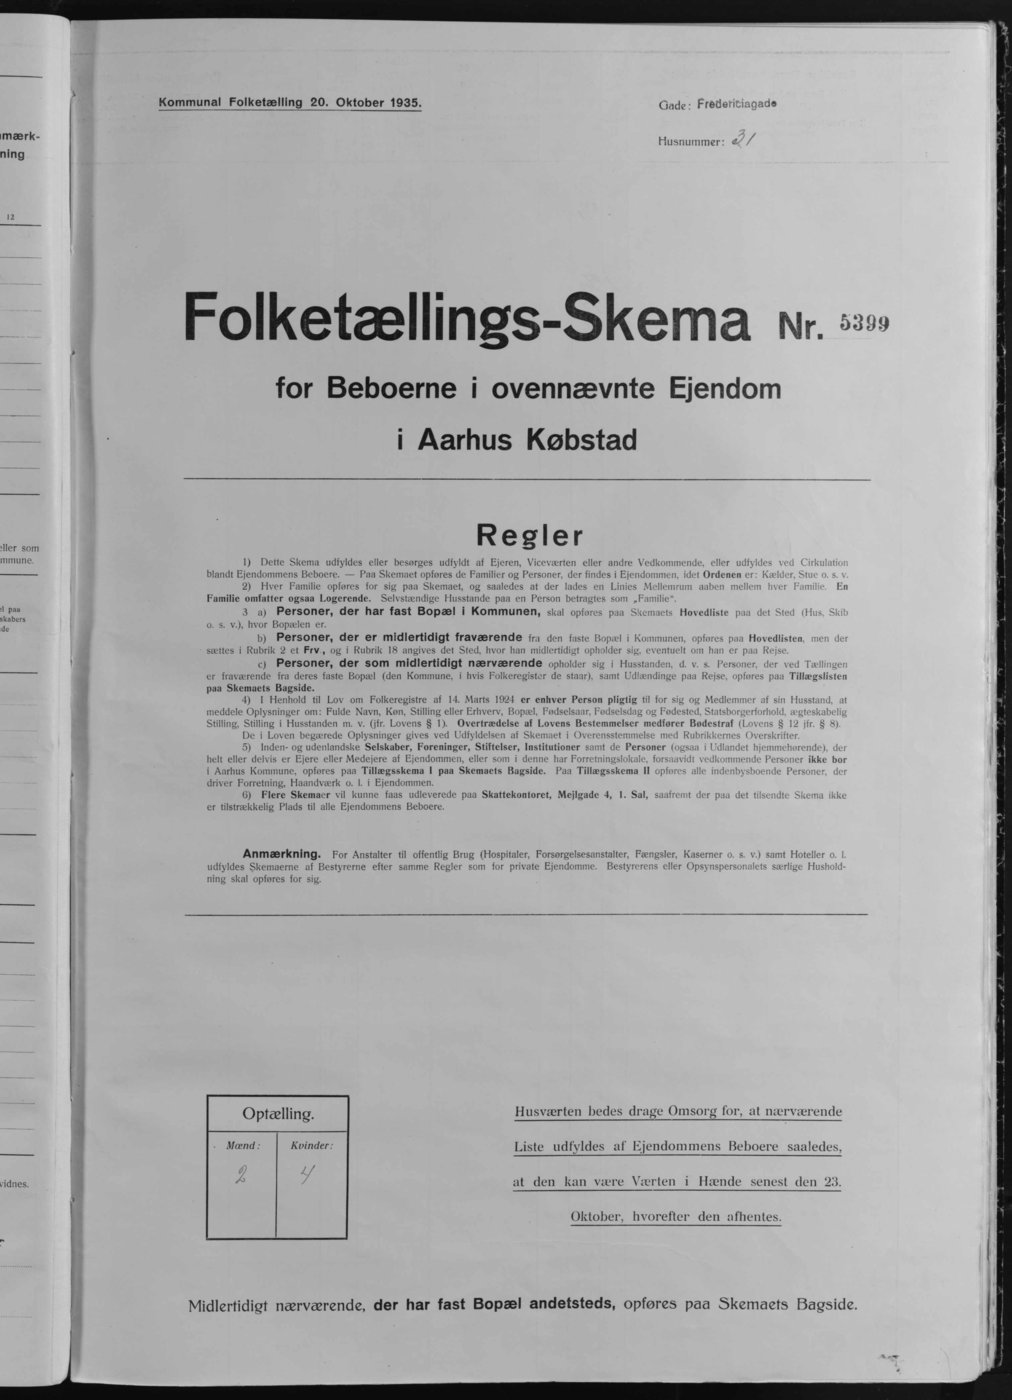 Kommunal Folketælling 20. Oktober 1935.
Gade: Fredericiagade
Husnummer: 31
Folketællings-Skema Nr. 5399
for Beboerne i ovennævnte Ejendom
i Aarhus Købstad
Regler
1) Dette Skema udfyldes eller besørges udfyldt af Ejeren, Viceværten eller andre Vedkommende, eller udfyldes ved Cirkulation
blandt Ejendommens Beboere. — Paa Skemaet opføres de Familier og Personer, der findes i Ejendommen, idet Ordenen er: Kælder, Stue o. s. v.
2) Hver Familie opføres for sig paa Skemaet, og saaledes at der lades en Linies Mellemrum aaben mellem hver Familie. En
Familie omfatter ogsaa Logerende. Selvstændige Husstande paa en Person betragtes som „Familie".
3 a) Personer, der har fast Bopæl i Kommunen, skal opføres paa Skemaets Hovedliste paa det Sted (Hus, Skib
o. s. v.), hvor Bopælen er.
b) Personer, der er midlertidigt fraværende fra den faste Bopæl i Kommunen, opføres paa Hovedlisten, men der
sættes i Rubrik 2 et Frv., og i Rubrik 18 angives det Sted, hvor han midlertidigt opholder sig, eventuelt om han er paa Rejse.
c) Personer, der som midlertidigt nærværende opholder sig i Husstanden, d. v. s. Personer, der ved Tællingen
er fraværende fra deres faste Bopæl (den Kommune, i hvis Folkeregister de staar), samt Udlændinge paa Rejse, opføres paa Tillægslisten
paa Skemaets Bagside.
4) I Henhold til Lov om Folkeregistre af 14. Marts 1924 er enhver Person pligtig til for sig og Medlemmer af sin Husstand, at
meddele Oplysninger om: Fulde Navn, Køn, Stilling eller Erhverv, Bopæl, Fødselsaar, Fødselsdag og Fødested, Statsborgerforhold, ægteskabelig
Stilling, Stilling i Husstanden m. v. (jfr. Lovens § 1). Overtrædelse af Lovens Bestemmelser medfører Bødestraf (Lovens § 12 jfr. § 8).
De i Loven begærede Oplysninger gives ved Udfyldelsen af Skemaet i Overensstemmelse med Rubrikkernes Overskrifter.
5) Inden- og udenlandske Selskaber, Foreninger, Stiftelser, Institutioner samt de Personer (ogsaa i Udlandet hjemmehørende), der
helt eller delvis er Ejere eller Medejere af Ejendommen, eller som i denne har Forretningslokale, forsaavidt vedkommende Personer ikke bor
i Aarhus Kommune, opføres paa Tillægsskema I paa Skemaets Bagside. Paa Tillægsskema II opføres alle indenbysboende Personer, der
driver Forretning, Haandværk o. l. i Ejendommen.
6) Flere Skemaer vil kunne faas udleverede paa Skattekontoret, Mejlgade 4, 1. Sal, saafremt der paa det tilsendte Skema ikke
er tilstrækkelig Plads til alle Ejendommens Beboere.
Anmærkning. For Anstalter til offentlig Brug (Hospitaler, Forsørgelsesanstalter, Fængsler, Kaserner o. s. v.) samt Hoteller o. l.
udfyldes Skemaerne af Bestyrerne efter samme Regler som for private Ejendomme. Bestyrerens eller Opsynspersonalets særlige Hushold-
ning skal opføres for sig.
Optælling.
Mænd: Kvinder:
2 4
Husværten bedes drage Omsorg for, at nærværende
Liste udfyldes af Ejendommens Beboere saaledes,
at den kan være Værten i Hænde senest den 23.
Oktober, hvorefter den afhentes.
Midlertidigt nærværende, der har fast Bopæl andetsteds, opføres paa Skemaets Bagside.